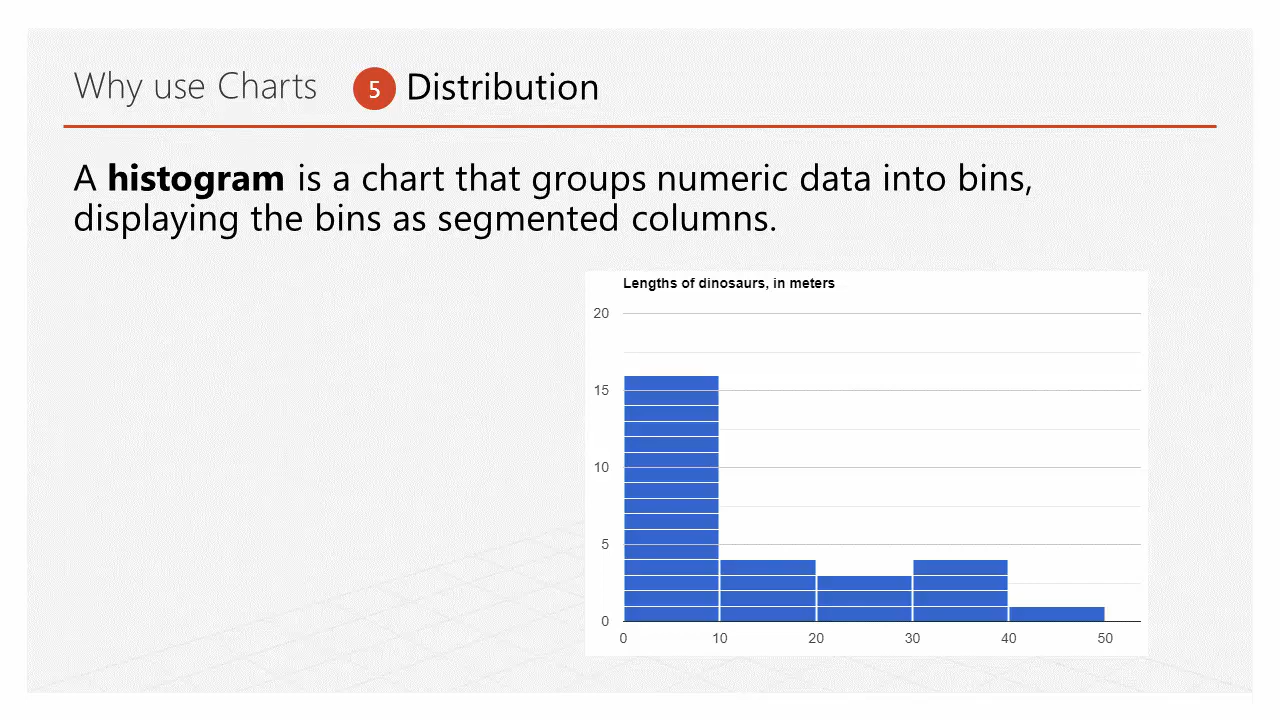 Why use Charts 5 Distribution
A histogram is a chart that groups numeric data into bins,
displaying the bins as segmented columns.
Lengths of dinosaurs, in meters
20
15
10
5
0
0 10 20 30 40 50